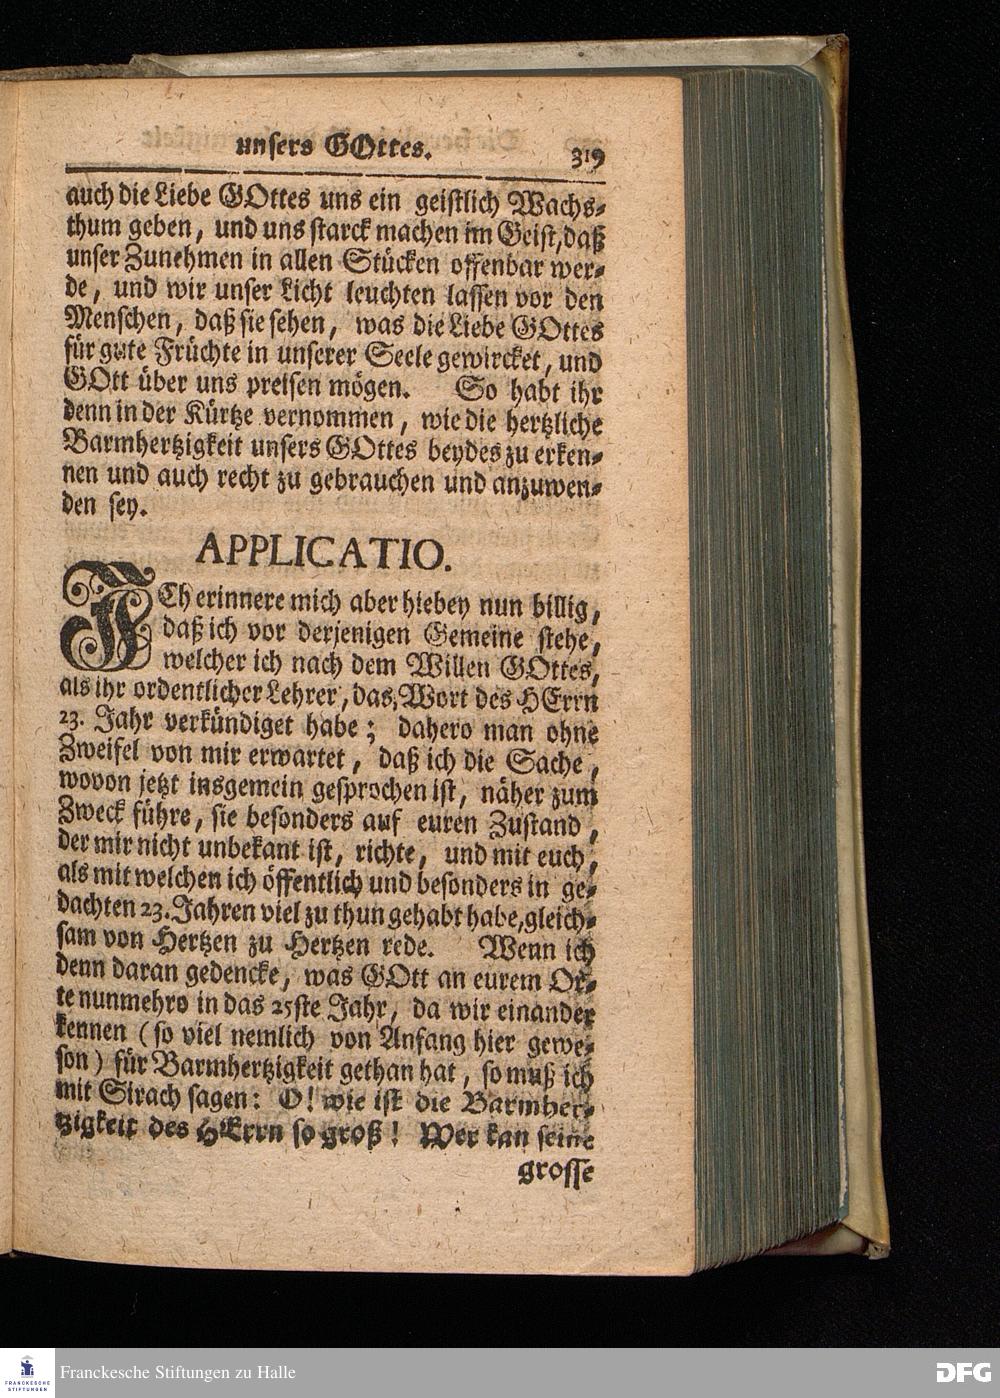 unsers GOttes. 319
auch die Liebe GOttes uns ein geistlich Wachs-
thum geben, und uns starck machen im Geist, daß
unser Zunehmen in allen Stücken offenbar wer-
de, und wir unser Licht leuchten lassen vor den
Menschen, daß sie sehen, was die Liebe GOttes
für gute Früchte in unserer Seele gewircket, und
GOtt über uns preisen mögen. So habt ihr
denn in der Kürtze vernommen, wie die hertzliche
Barmhertzigkeit unsers GOttes beydes zu erken-
nen und auch recht zu gebrauchen und anzuwen-
den sey.
APPLICATIO.
ICh erinnere mich aber hiebey nun billig,
daß ich vor derjenigen Gemeine stehe,
welcher ich nach dem Willen GOttes,
als ihr ordentlicher Lehrer, das Wort des HErrn
23. Jahr verkündiget habe; dahero man ohne
Zweifel von mir erwartet, daß ich die Sache,
wovon jetzt insgemein gesprochen ist, näher zum
Zweck führe, sie besonders auf euren Zustand,
der mir nicht unbekant ist, richte, und mit euch,
als mit welchen ich öffentlich und besonders in ge-
dachten 23. Jahren viel zu thun gehabt habe, gleich-
sam von Hertzen zu Hertzen rede. Wenn ich
denn daran gedencke, was GOtt an eurem Or-
te nunmehro in das 25ste Jahr, da wir einander
kennen (so viel nemlich von Anfang hier gewe-
sen) für Barmhertzigkeit gethan hat, so muß ich
mit Sirach sagen: O! wie ist die Barmher-
tzigkeit des HErrn so groß! Wer kan seine
grosse
FRANCKESCHE
STIFTUNGEN
Franckesche Stiftungen zu Halle
DFG